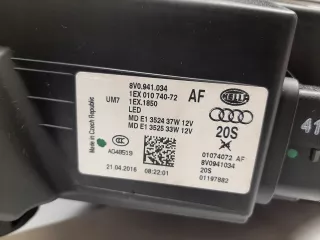 8V0.941.034
1EX 010 740-72 AF
1EX.1850
LED
MD E1 3524 37W 12V
MD E1 3525 33W 12V
Made in Czech Republic
UM7
HELLA
20S
01074072 AF
8V0941034
20S
01197982
21.04.2016
08:22:01
41